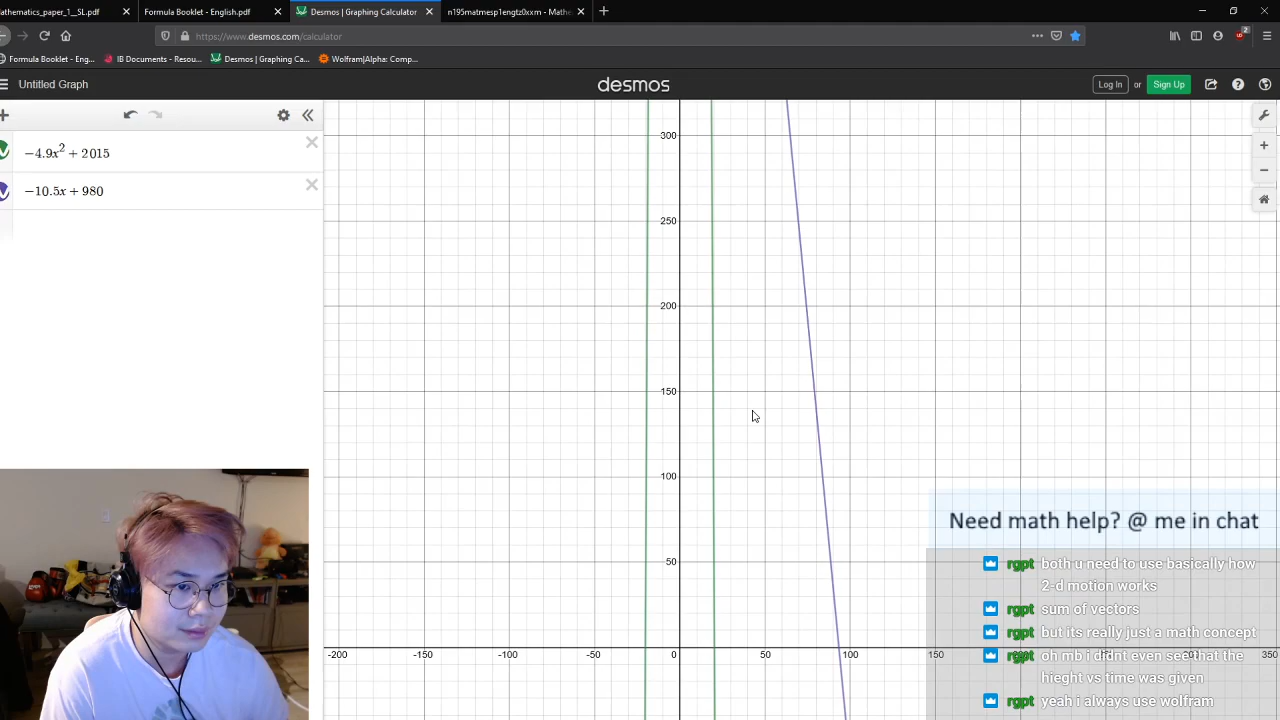 athematics_paper_1__SL.pdf
Formula Booklet - English.pdf
Desmos | Graphing Calculator
n195matmesp1engtz0xxm - Mathe
https://www.desmos.com/calculator
2
Formula Booklet - Eng...
IB Documents - Resou...
Desmos | Graphing Ca...
Wolfram|Alpha: Comp...
Untitled Graph
desmos
Log In
or
Sign Up
−4.9x² + 2015
−10.5x + 980
300
250
200
150
100
50
-200
-150
-100
-50
0
50
100
150
350
Need math help? @ me in chat
rgpt both u need to use basically how
2-d motion works
rgpt sum of vectors
rgpt but its really just a math concept
rgpt oh mb i didnt even see that the
hieght vs time was given
rgpt yeah i always use wolfram